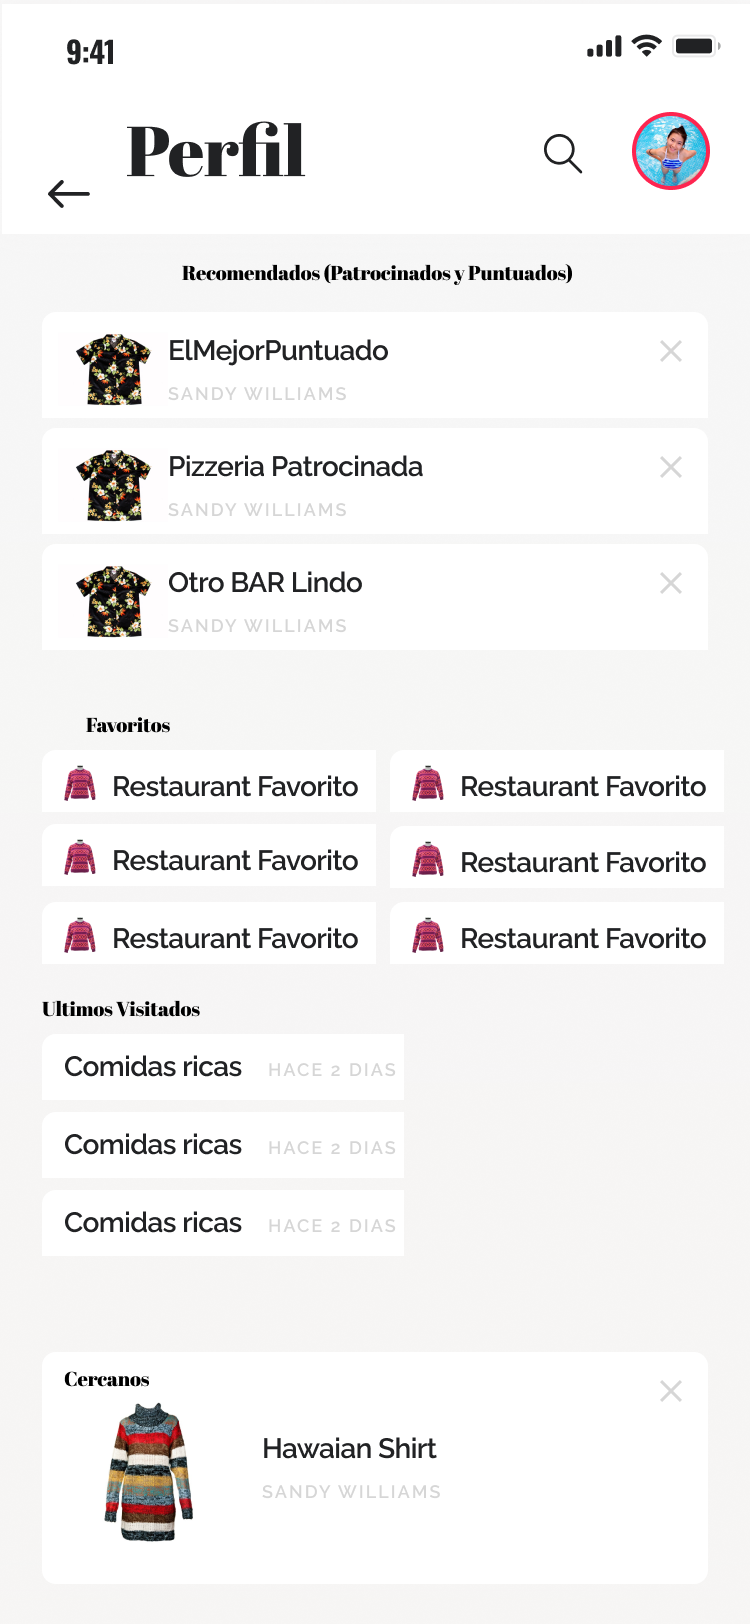 9:41
Perfil
Recomendados (Patrocinados y Puntuados)
ElMejorPuntuado
SANDY WILLIAMS
Pizzeria Patrocinada
SANDY WILLIAMS
Otro BAR Lindo
SANDY WILLIAMS
Favoritos
Restaurant Favorito Restaurant Favorito
Restaurant Favorito Restaurant Favorito
Restaurant Favorito Restaurant Favorito
Ultimos Visitados
Comidas ricas HACE 2 DIAS
Comidas ricas HACE 2 DIAS
Comidas ricas HACE 2 DIAS
Cercanos
Hawaian Shirt
SANDY WILLIAMS